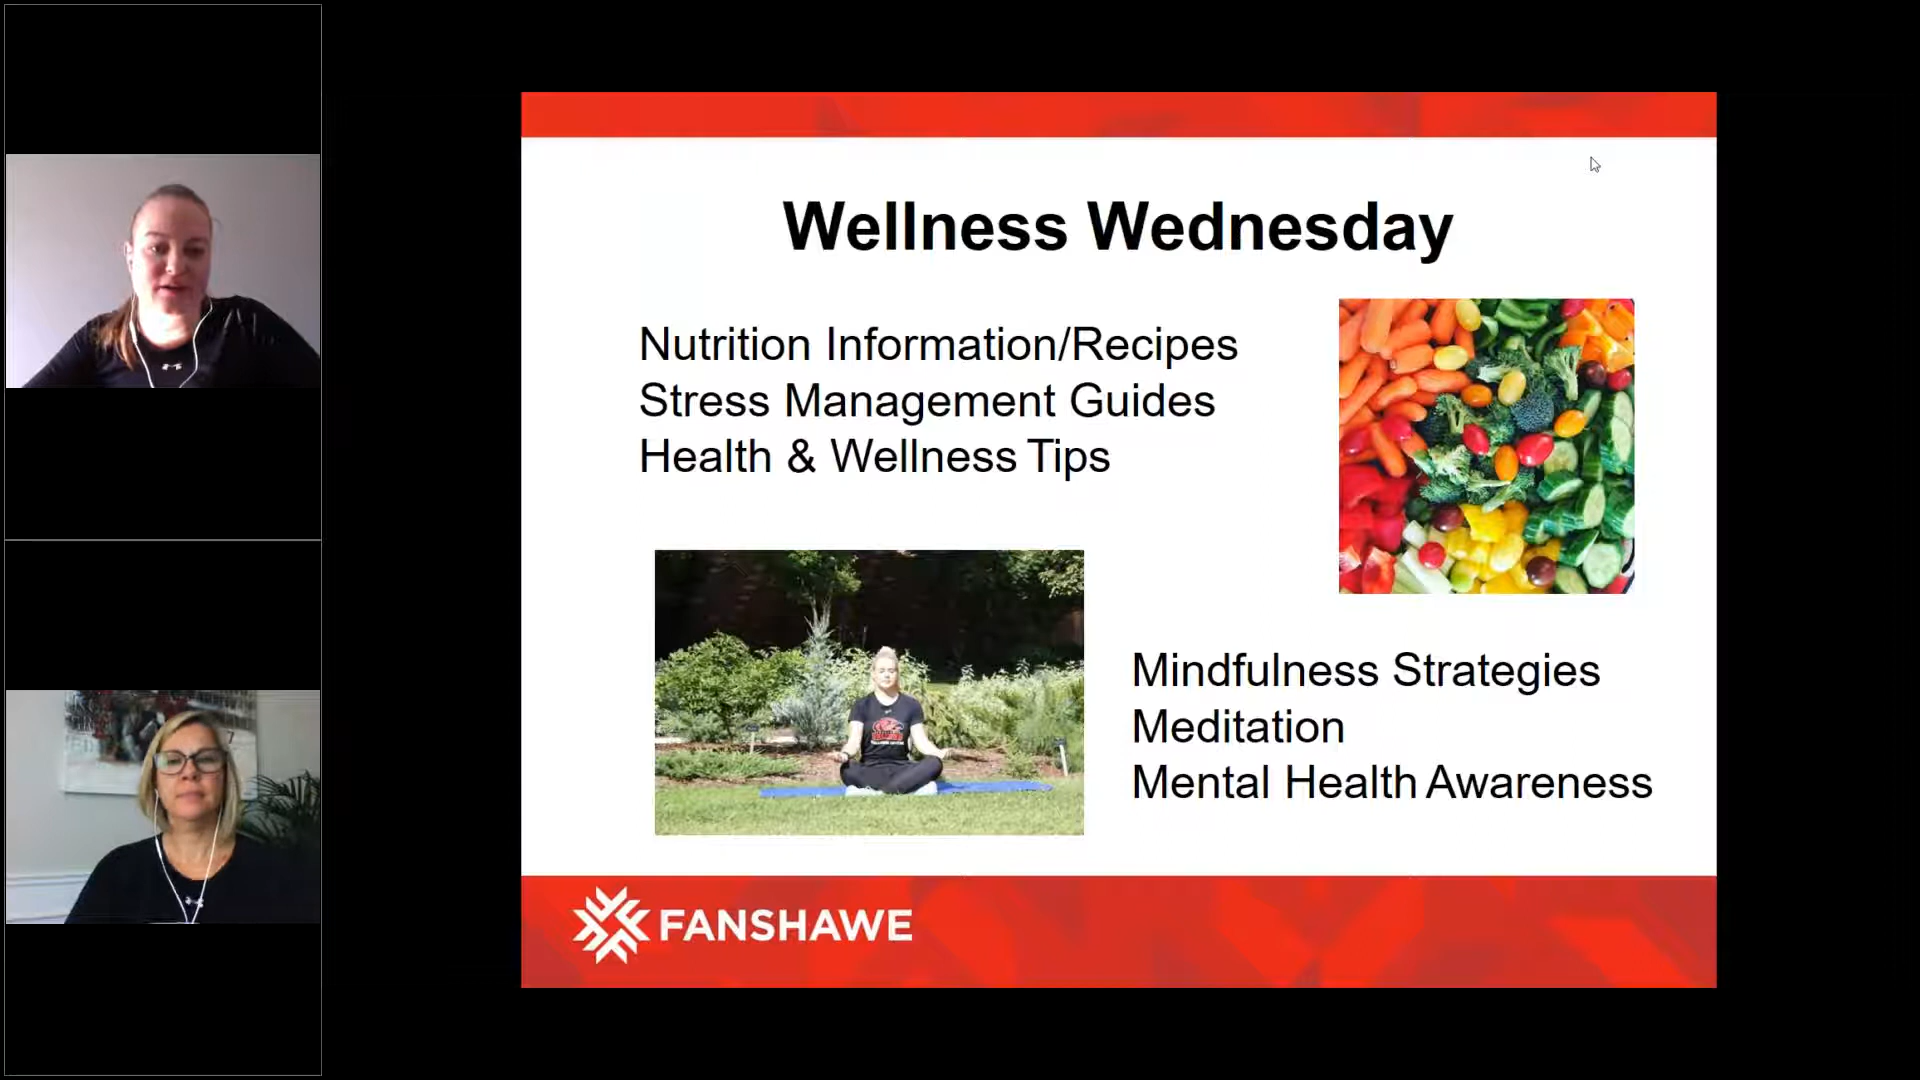 Wellness Wednesday
Nutrition Information/Recipes
Stress Management Guides
Health & Wellness Tips
Mindfulness Strategies
Meditation
Mental Health Awareness
FANSHAWE